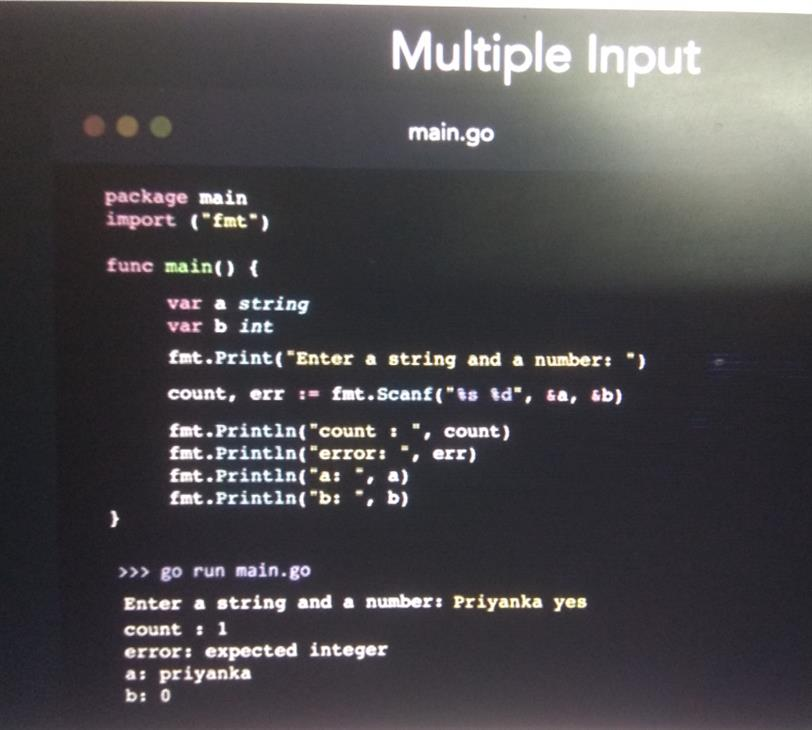 Multiple Input
main.go
package main
import ("fmt")
func main() {
var a string
var b int
fmt.Print("Enter a string and a number: ")
count, err := fmt.Scanf("%s %d", &a, &b)
fmt.Println("count : ", count)
fmt.Println("error: ", err)
fmt.Println("a: ", a)
fmt.Println("b: ", b)
}
>>> go run main.go
Enter a string and a number: Priyanka yes
count : 1
error: expected integer
a: priyanka
b: 0